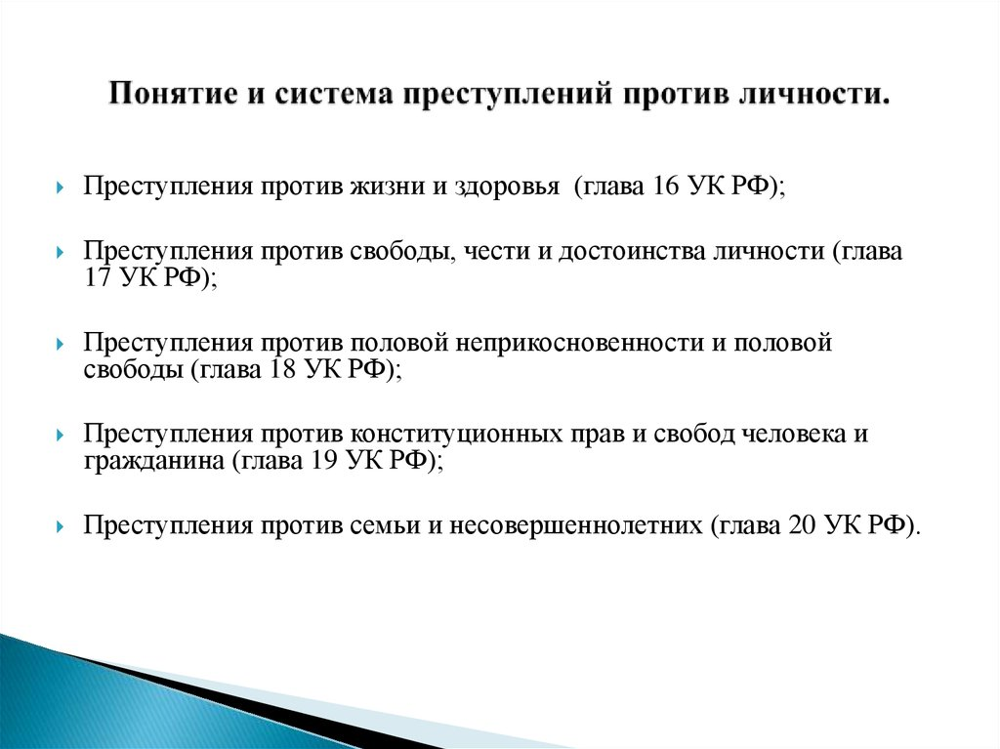 Понятие и система преступлений против личности.
Преступления против жизни и здоровья (глава 16 УК РФ);
Преступления против свободы, чести и достоинства личности (глава
17 УК РФ);
Преступления против половой неприкосновенности и половой
свободы (глава 18 УК РФ);
Преступления против конституционных прав и свобод человека и
гражданина (глава 19 УК РФ);
Преступления против семьи и несовершеннолетних (глава 20 УК РФ).